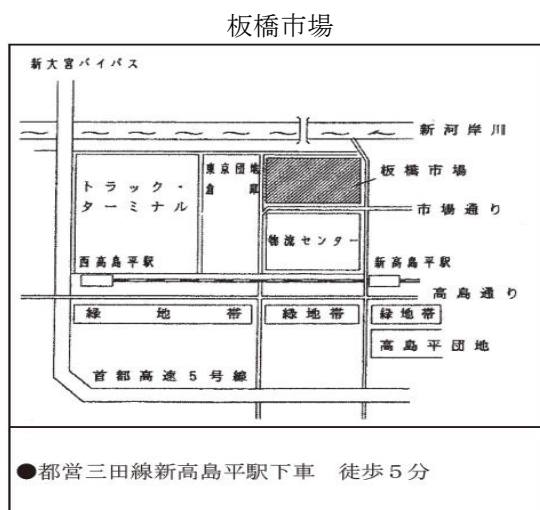 板橋市場
新大宮バイパス
新河岸川
東京団地
倉庫
板橋市場
トラック・
ターミナル
市場通り
物流センター
西高島平駅
新高島平駅
高島通り
緑地帯
緑地帯
緑地帯
高島平団地
首都高速5号線
●都営三田線新高島平駅下車　徒歩5分